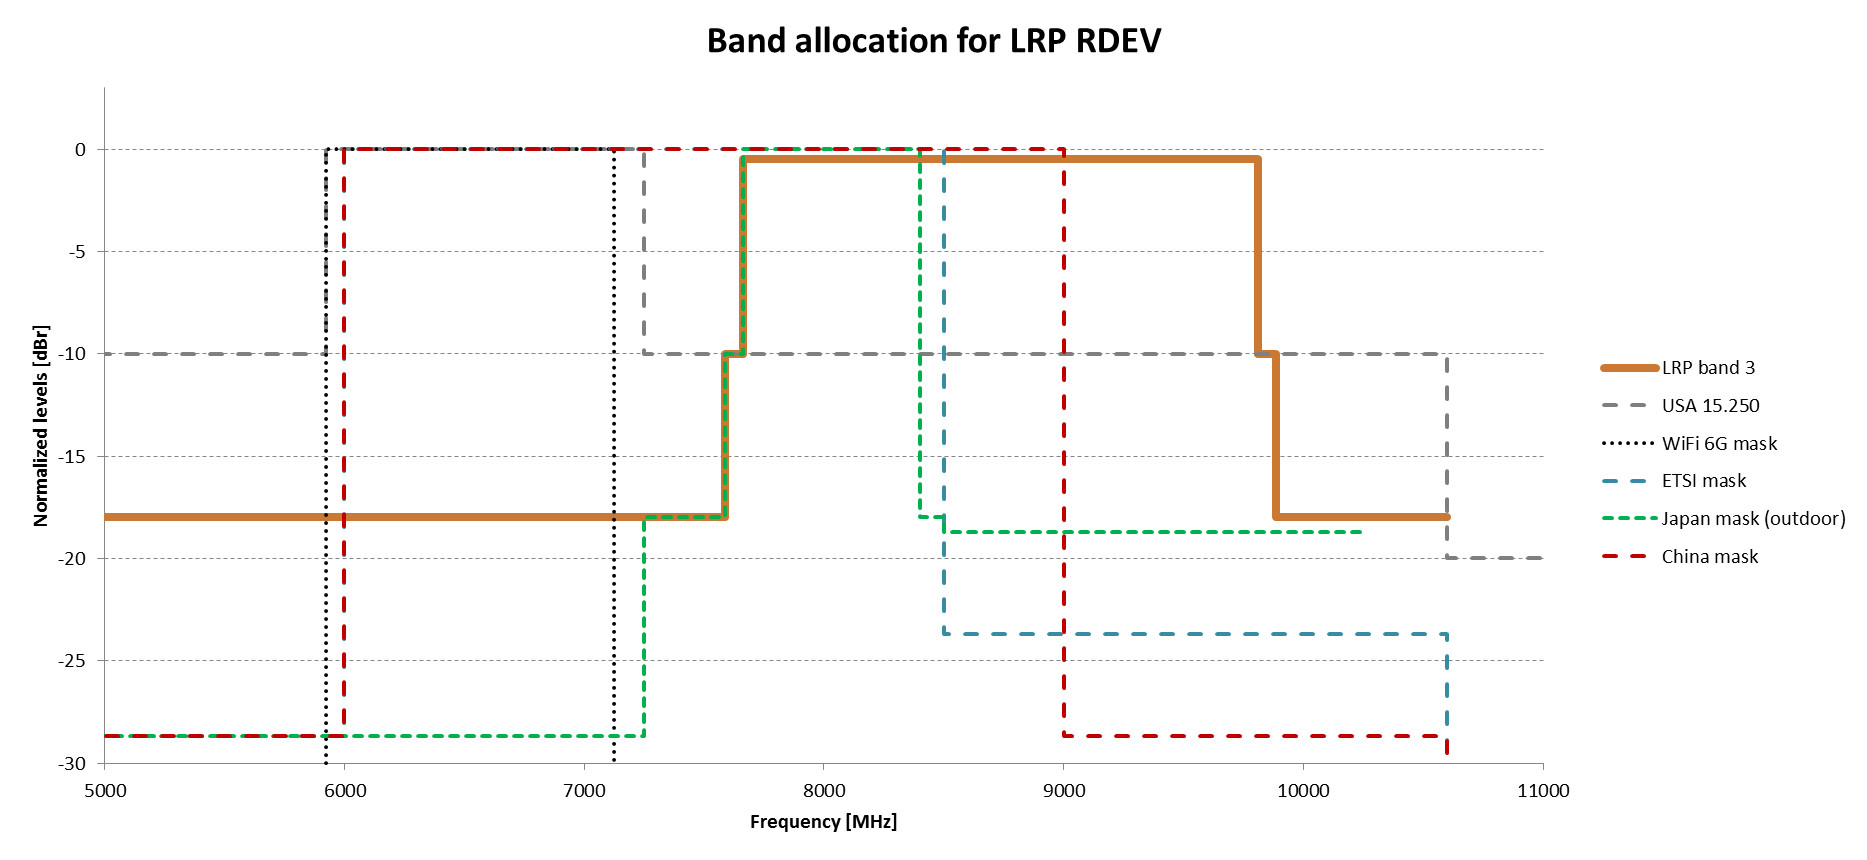 Band allocation for LRP RDEV
Normalized levels [dBr]
0
-5
-10
-15
-20
-25
-30
5000
6000
7000
8000
9000
10000
11000
Frequency [MHz]
LRP band 3
USA 15.250
WiFi 6G mask
ETSI mask
Japan mask (outdoor)
China mask